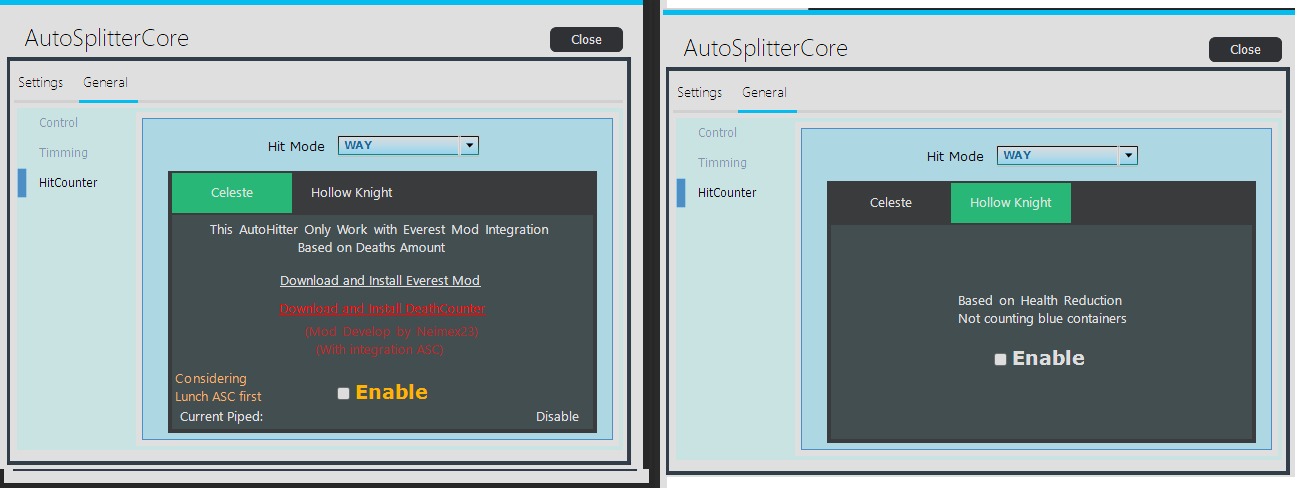 AutoSplitterCore
Close
Settings General
Control
Timming
HitCounter
Hit Mode WAY
Celeste Hollow Knight
This AutoHitter Only Work with Everest Mod Integration
Based on Deaths Amount
Download and Install Everest Mod
Download and Install DeathCounter
(Mod Develop by Neimex23)
(With integration ASC)
Considering
Lunch ASC first
Enable
Current Piped: Disable
AutoSplitterCore
Close
Settings General
Control
Timming
HitCounter
Hit Mode WAY
Celeste Hollow Knight
Based on Health Reduction
Not counting blue containers
Enable